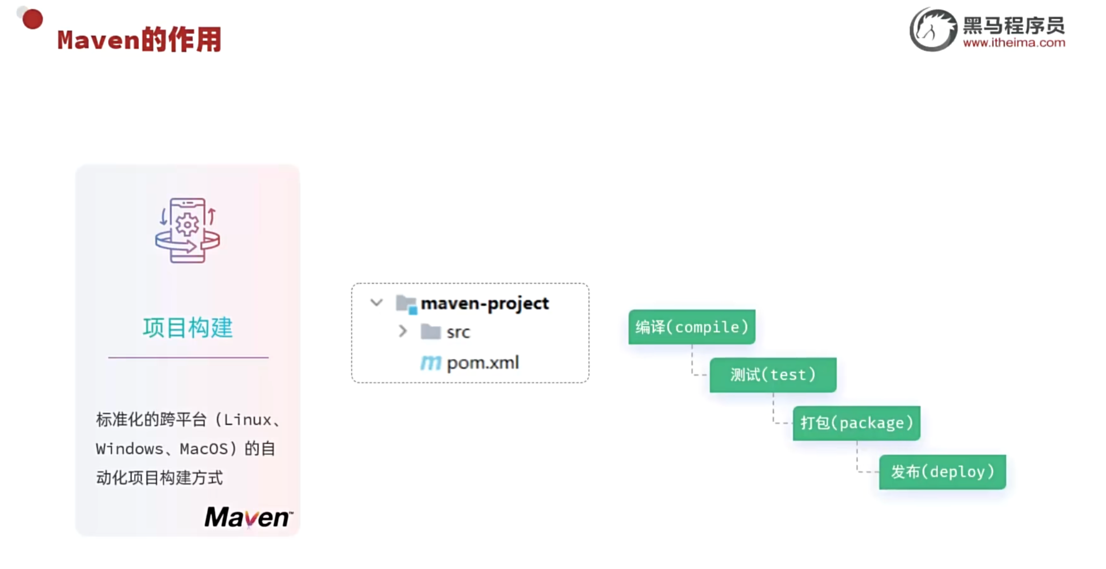 Maven的作用
黑马程序员
www.itheima.com
项目构建
标准化的跨平台（Linux、
Windows、MacOS）的自
动化项目构建方式
Maven™
maven-project
src
pom.xml
编译(compile)
测试(test)
打包(package)
发布(deploy)